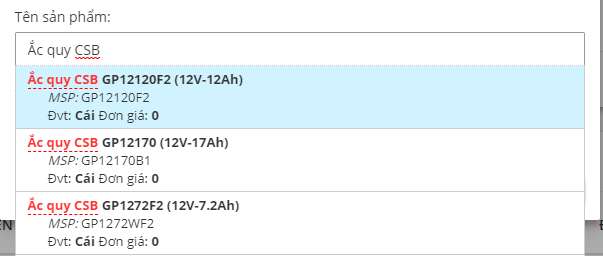 Tên sản phẩm:
Ắc quy CSB
Ắc quy CSB GP12120F2 (12V-12Ah)
MSP: GP12120F2
Đvt: Cái Đơn giá: 0
Ắc quy CSB GP12170 (12V-17Ah)
MSP: GP12170B1
Đvt: Cái Đơn giá: 0
Ắc quy CSB GP1272F2 (12V-7.2Ah)
MSP: GP1272WF2
Đvt: Cái Đơn giá: 0